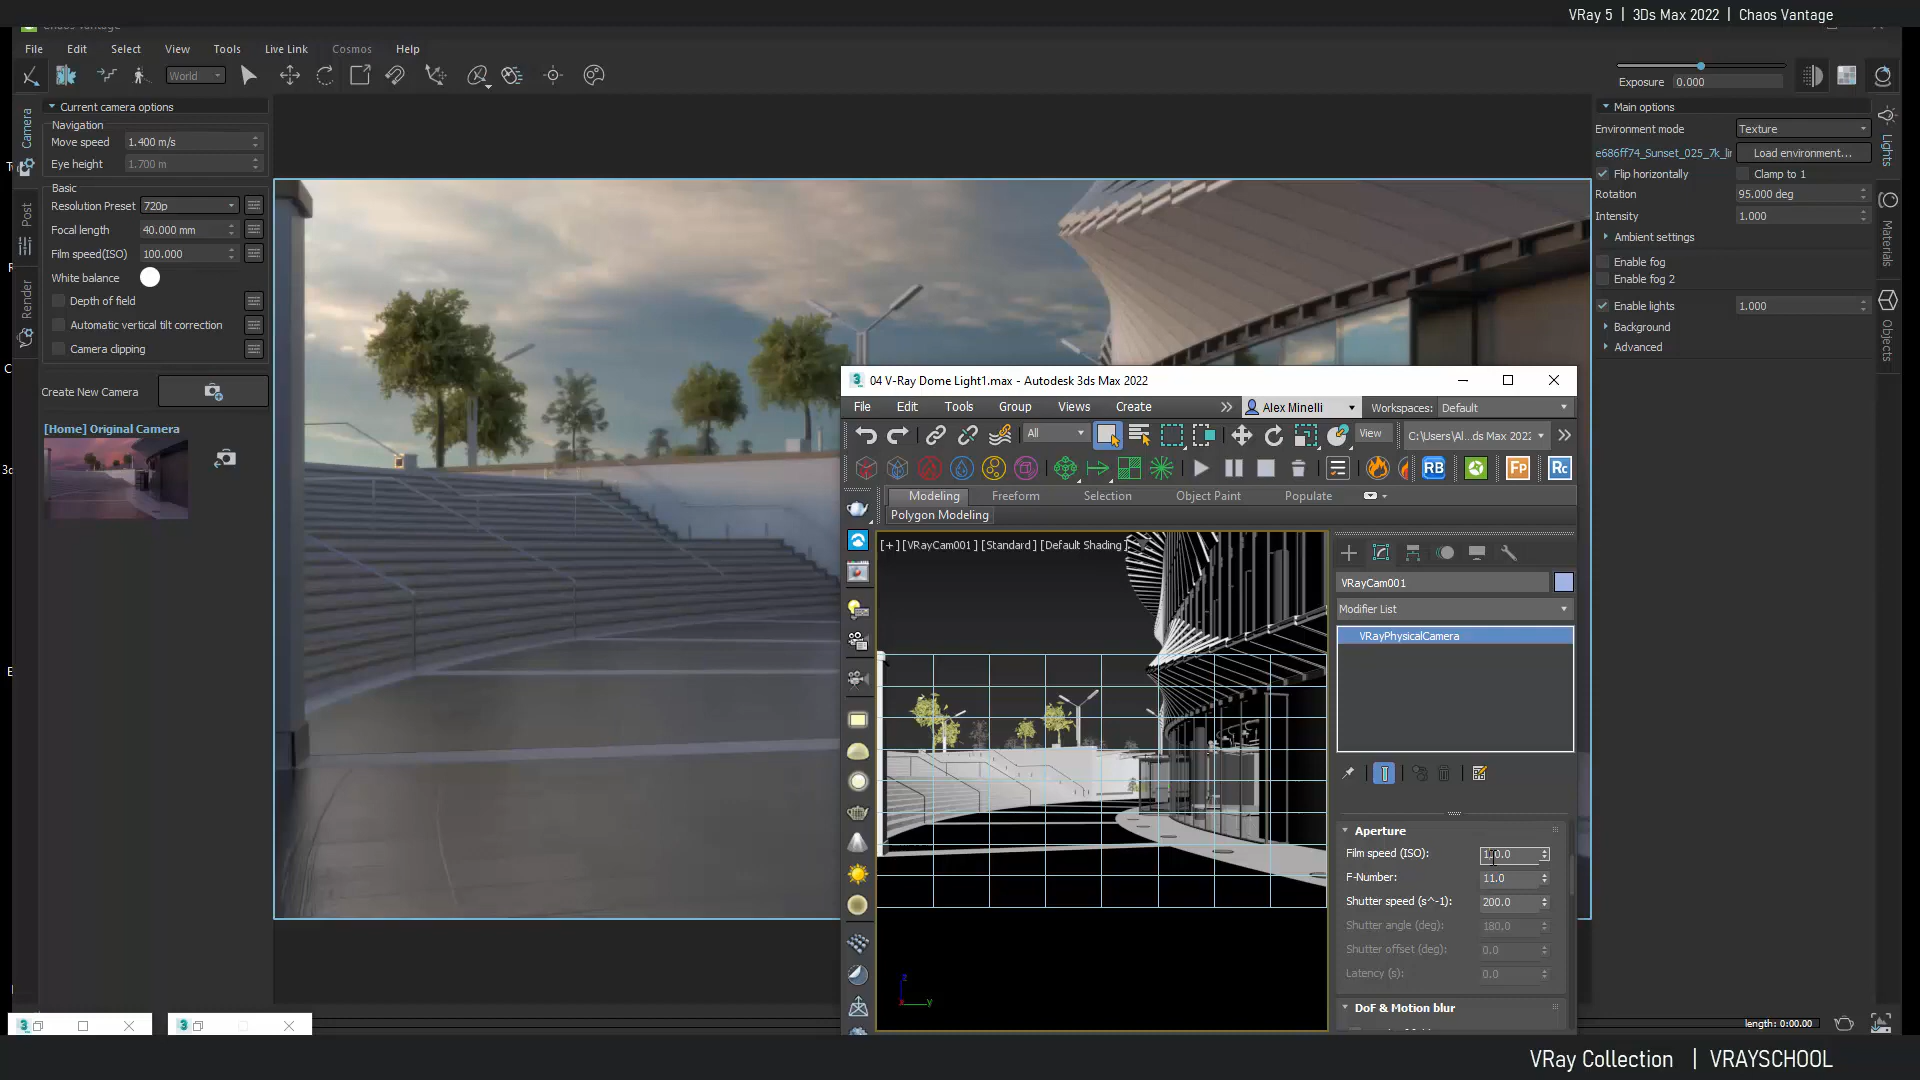 VRay 5 | 3Ds Max 2022 | Chaos Vantage
File Edit Select View Tools Live Link Cosmos Help
World
Exposure 0.000
Camera
Post
Render
Current camera options
Navigation
Move speed 1.400 m/s
Eye height 1.700 m
Basic
Resolution Preset 720p
Focal length 40.000 mm
Film speed(ISO) 100.000
White balance
Depth of field
Automatic vertical tilt correction
Camera clipping
Create New Camera
[Home] Original Camera
Main options
Environment mode Texture
e686ff74_Sunset_025_7k_li Load environment...
Flip horizontally Clamp to 1
Rotation 95.000 deg
Intensity 1.000
Ambient settings
Enable fog
Enable fog 2
Enable lights 1.000
Background
Advanced
Lights
Materials
Objects
04 V-Ray Dome Light1.max - Autodesk 3ds Max 2022
File Edit Tools Group Views Create Alex Minelli Workspaces: Default
All View C:\Users\Al...ds Max 2022
RB Fp Rc
Modeling Freeform Selection Object Paint Populate
Polygon Modeling
[+] [VRayCam001] [Standard] [Default Shading]
VRayCam001
Modifier List
VRayPhysicalCamera
Aperture
Film speed (ISO):
F-Number: 11.0
Shutter speed (s^-1): 200.0
Shutter angle (deg): 180.0
Shutter offset (deg): 0.0
Latency (s): 0.0
DoF & Motion blur
z
x y
length: 0:00.00
VRay Collection | VRAYSCHOOL